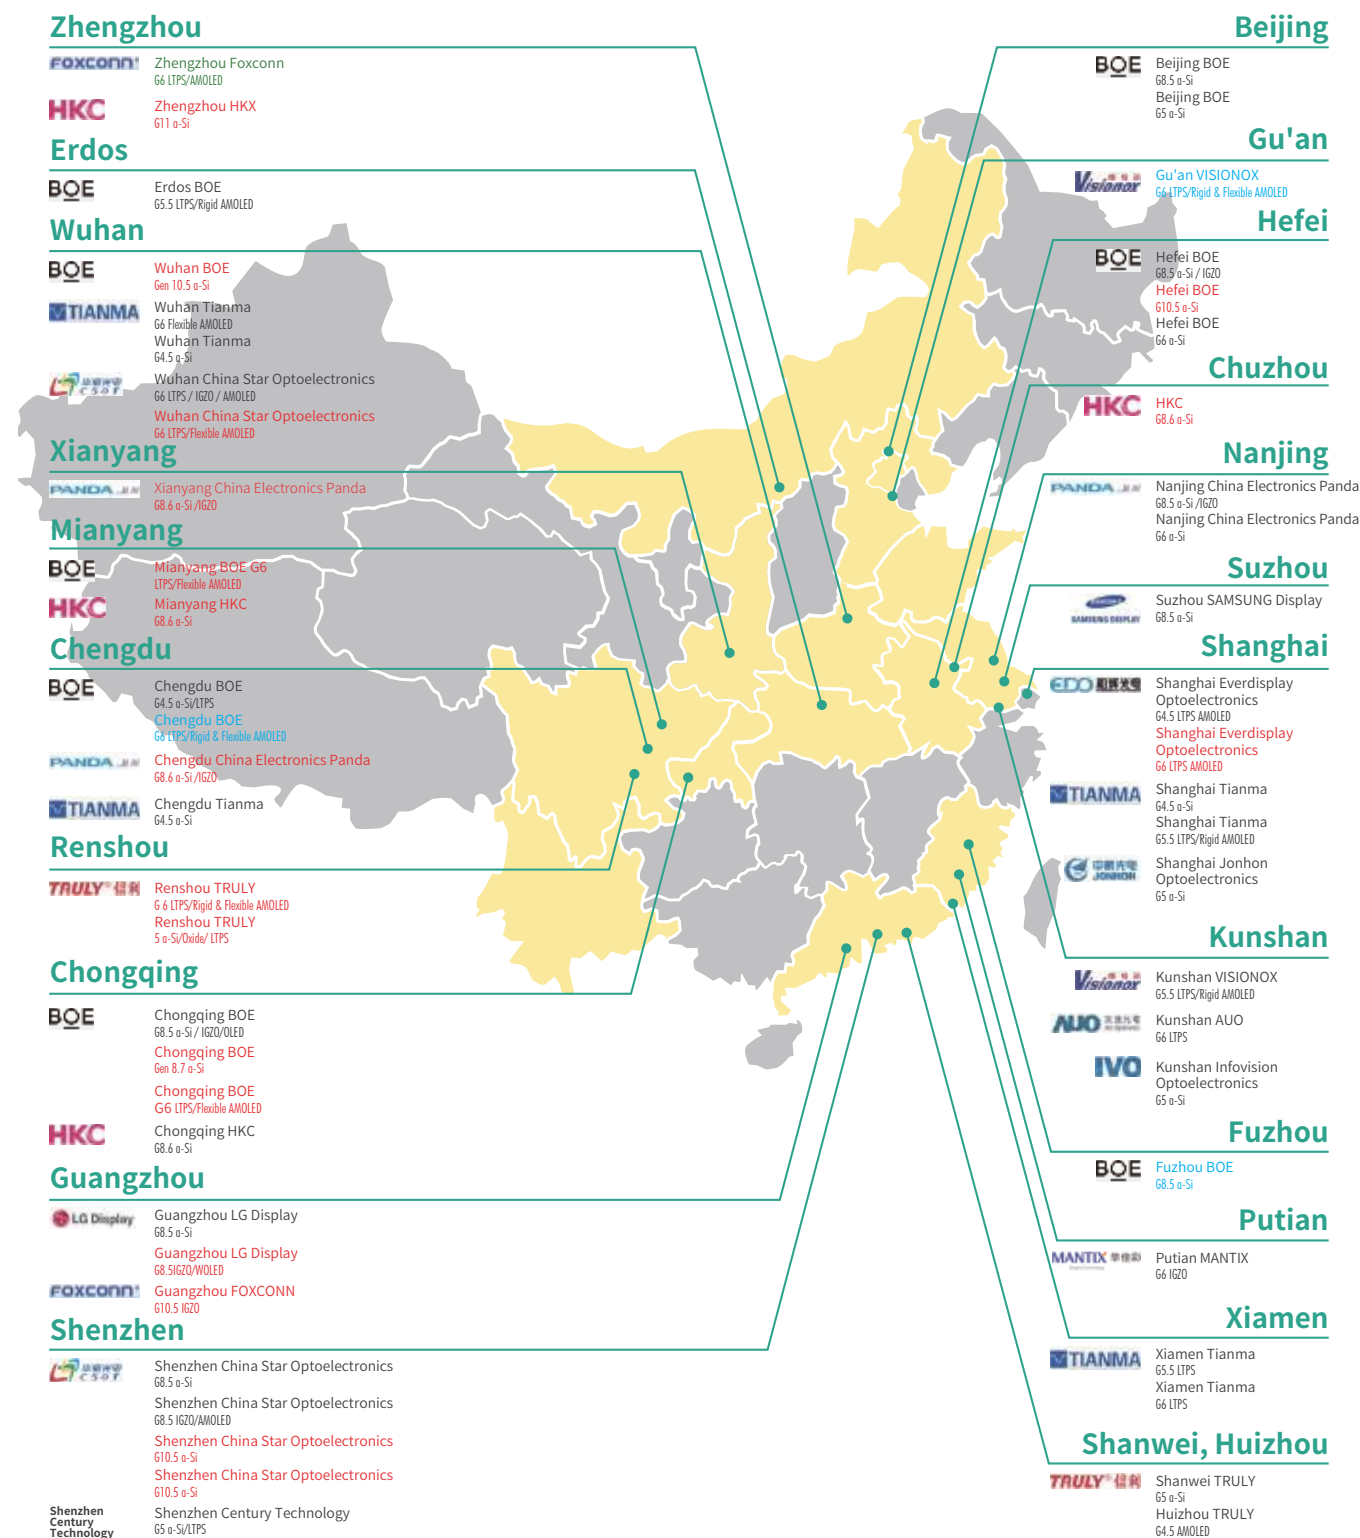 Zhengzhou
FOXCONN
Zhengzhou Foxconn
G6 LTPS/AMOLED
HKC
Zhengzhou HKX
G11 a-Si
Erdos
BOE
Erdos BOE
G5.5 LTPS/Rigid AMOLED
Wuhan
BOE
Wuhan BOE
Gen 10.5 a-Si
TIANMA
Wuhan Tianma
G6 Flexible AMOLED
Wuhan Tianma
G4.5 a-Si
CSOT
Wuhan China Star Optoelectronics
G6 LTPS / IGZO / AMOLED
Wuhan China Star Optoelectronics
G6 LTPS/Flexible AMOLED
Xianyang
PANDA
Xianyang China Electronics Panda
G8.6 a-Si /IGZO
Mianyang
BOE
Mianyang BOE G6
LTPS/Flexible AMOLED
HKC
Mianyang HKC
G8.6 a-Si
Chengdu
BOE
Chengdu BOE
G4.5 a-Si/LTPS
Chengdu BOE
G6 LTPS/Rigid & Flexible AMOLED
PANDA
Chengdu China Electronics Panda
G8.6 a-Si /IGZO
TIANMA
Chengdu Tianma
G4.5 a-Si
Renshou
TRULY® 信利
Renshou TRULY
G 6 LTPS/Rigid & Flexible AMOLED
Renshou TRULY
5 a-Si/Oxide/ LTPS
Chongqing
BOE
Chongqing BOE
G8.5 a-Si / IGZO/OLED
Chongqing BOE
Gen 8.7 a-Si
Chongqing BOE
G6 LTPS/Flexible AMOLED
HKC
Chongqing HKC
G8.6 a-Si
Guangzhou
LG Display
Guangzhou LG Display
G8.5 a-Si
Guangzhou LG Display
G8.5IGZO/WOLED
FOXCONN
Guangzhou FOXCONN
G10.5 IGZO
Shenzhen
CSOT
Shenzhen China Star Optoelectronics
G8.5 a-Si
Shenzhen China Star Optoelectronics
G8.5 IGZO/AMOLED
Shenzhen China Star Optoelectronics
G10.5 a-Si
Shenzhen China Star Optoelectronics
G10.5 a-Si
Shenzhen
Century
Technology
Shenzhen Century Technology
G5 a-Si/LTPS
Beijing
BOE
Beijing BOE
G8.5 a-Si
Beijing BOE
G5 a-Si
Gu'an
Visionox
Gu'an VISIONOX
G6 LTPS/Rigid & Flexible AMOLED
Hefei
BOE
Hefei BOE
G8.5 a-Si / IGZO
Hefei BOE
G10.5 a-Si
Hefei BOE
G6 a-Si
Chuzhou
HKC
HKC
G8.6 a-Si
Nanjing
PANDA
Nanjing China Electronics Panda
G8.5 a-Si /IGZO
Nanjing China Electronics Panda
G6 a-Si
Suzhou
SAMSUNG DISPLAY
Suzhou SAMSUNG Display
G8.5 a-Si
Shanghai
EDO 和辉光电
Shanghai Everdisplay
Optoelectronics
G4.5 LTPS AMOLED
Shanghai Everdisplay
Optoelectronics
G6 LTPS AMOLED
TIANMA
Shanghai Tianma
G4.5 a-Si
Shanghai Tianma
G5.5 LTPS/Rigid AMOLED
JONHON
Shanghai Jonhon
Optoelectronics
G5 a-Si
Kunshan
Visionox
Kunshan VISIONOX
G5.5 LTPS/Rigid AMOLED
AUO
Kunshan AUO
G6 LTPS
IVO
Kunshan Infovision
Optoelectronics
G5 a-Si
Fuzhou
BOE
Fuzhou BOE
G8.5 a-Si
Putian
MANTIX 华佳彩
Putian MANTIX
G6 IGZO
Xiamen
TIANMA
Xiamen Tianma
G5.5 LTPS
Xiamen Tianma
G6 LTPS
Shanwei, Huizhou
TRULY® 信利
Shanwei TRULY
G5 a-Si
Huizhou TRULY
G4.5 AMOLED